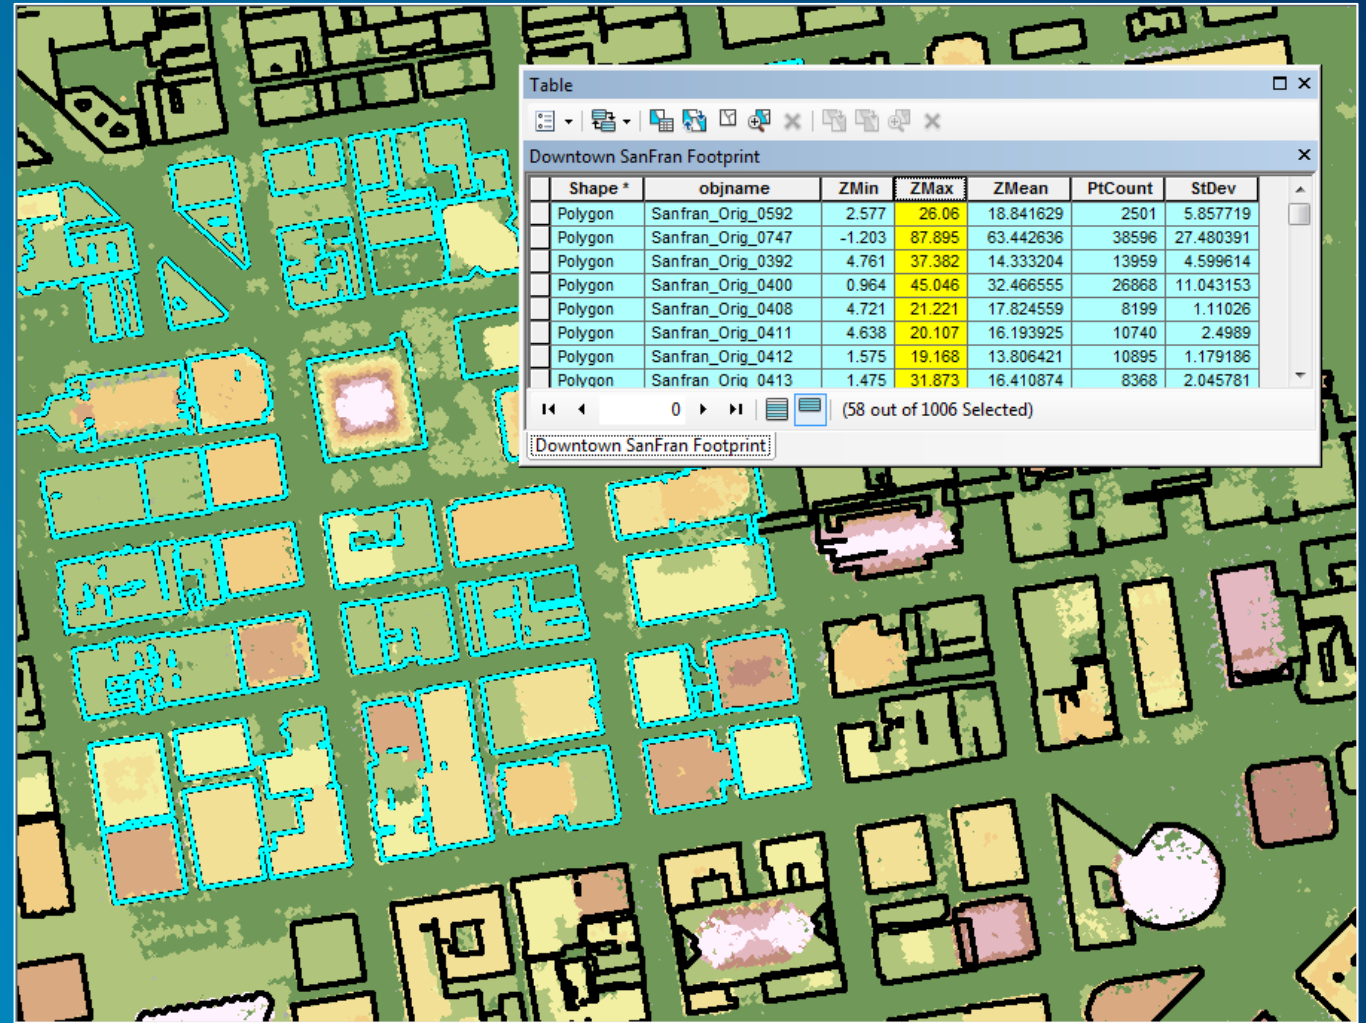 Table
Downtown SanFran Footprint
Shape * objname ZMin ZMax ZMean PtCount StDev
Polygon Sanfran_Orig_0592 2.577 26.06 18.841629 2501 5.857719
Polygon Sanfran_Orig_0747 -1.203 87.895 63.442636 38596 27.480391
Polygon Sanfran_Orig_0392 4.761 37.382 14.333204 13959 4.599614
Polygon Sanfran_Orig_0400 0.964 45.046 32.466555 26868 11.043153
Polygon Sanfran_Orig_0408 4.721 21.221 17.824559 8199 1.11026
Polygon Sanfran_Orig_0411 4.638 20.107 16.193925 10740 2.4989
Polygon Sanfran_Orig_0412 1.575 19.168 13.806421 10895 1.179186
Polygon Sanfran_Orig_0413 1.475 31.873 16.410874 8368 2.045781
0 (58 out of 1006 Selected)
Downtown SanFran Footprint